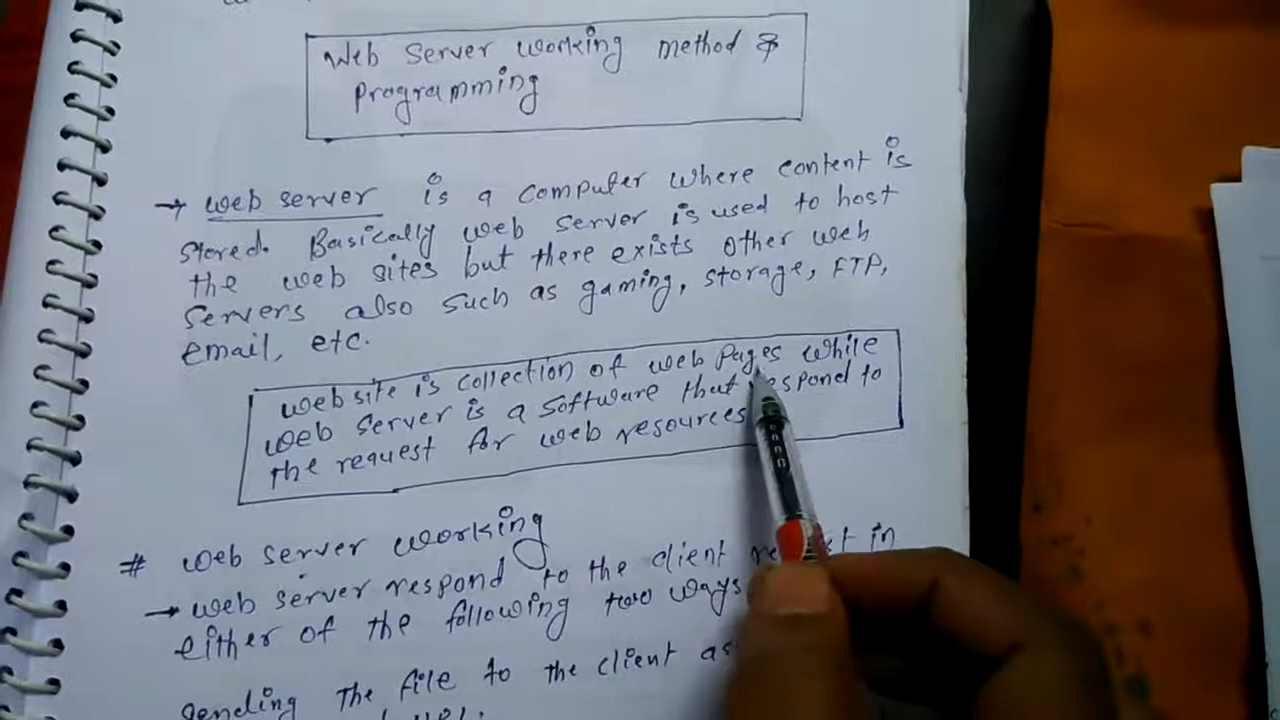 Web Server working method &
programming
→ web server is a computer where content is
stored. Basically web server is used to host
the web sites but there exists other web
servers also such as gaming, storage, FTP,
email, etc.
website is collection of web pages while
web server is a software that respond to
the request for web resources
# web server working
→ web server respond to the client in
either of the following two ways
sending the file to the client